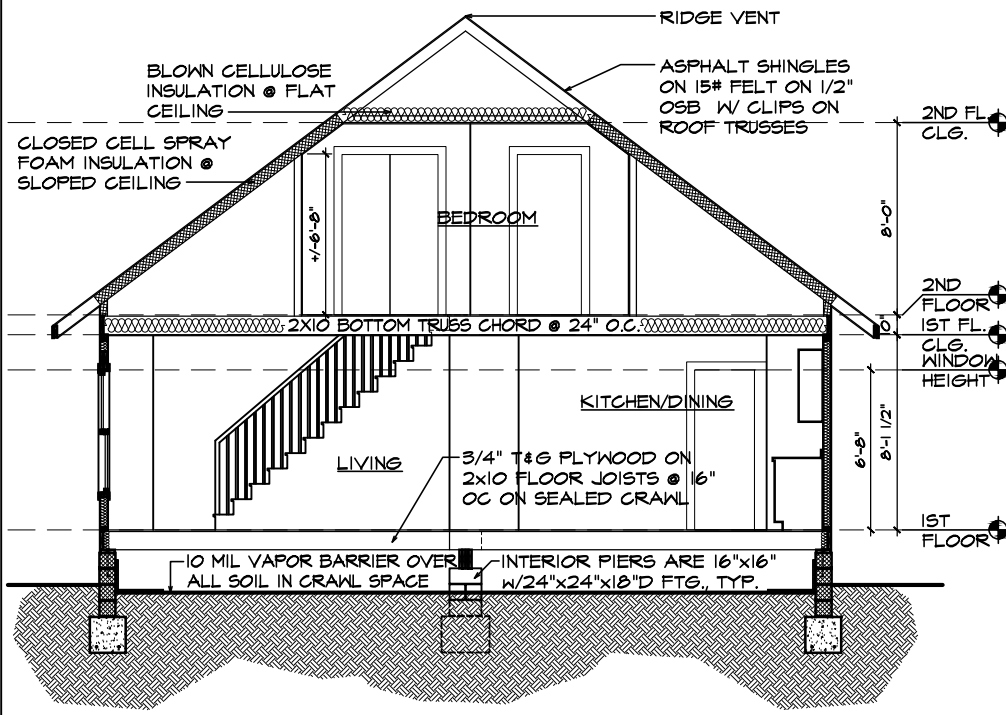 RIDGE VENT
BLOWN CELLULOSE
INSULATION @ FLAT
CEILING
ASPHALT SHINGLES
ON 15# FELT ON 1/2"
OSB W/ CLIPS ON
ROOF TRUSSES
2ND FL.
CLG.
CLOSED CELL SPRAY
FOAM INSULATION @
SLOPED CEILING
+/-6'-8"
BEDROOM
8'-0"
2ND
FLOOR
2X10 BOTTOM TRUSS CHORD @ 24" O.C.
1ST FL.
CLG.
WINDOW
HEIGHT
KITCHEN/DINING
6'-8"
8'-1 1/2"
LIVING
3/4" T&G PLYWOOD ON
2x10 FLOOR JOISTS @ 16"
OC ON SEALED CRAWL
1ST
FLOOR
10 MIL VAPOR BARRIER OVER
ALL SOIL IN CRAWL SPACE
INTERIOR PIERS ARE 16"x16"
W/24"x24"x18"D FTG., TYP.